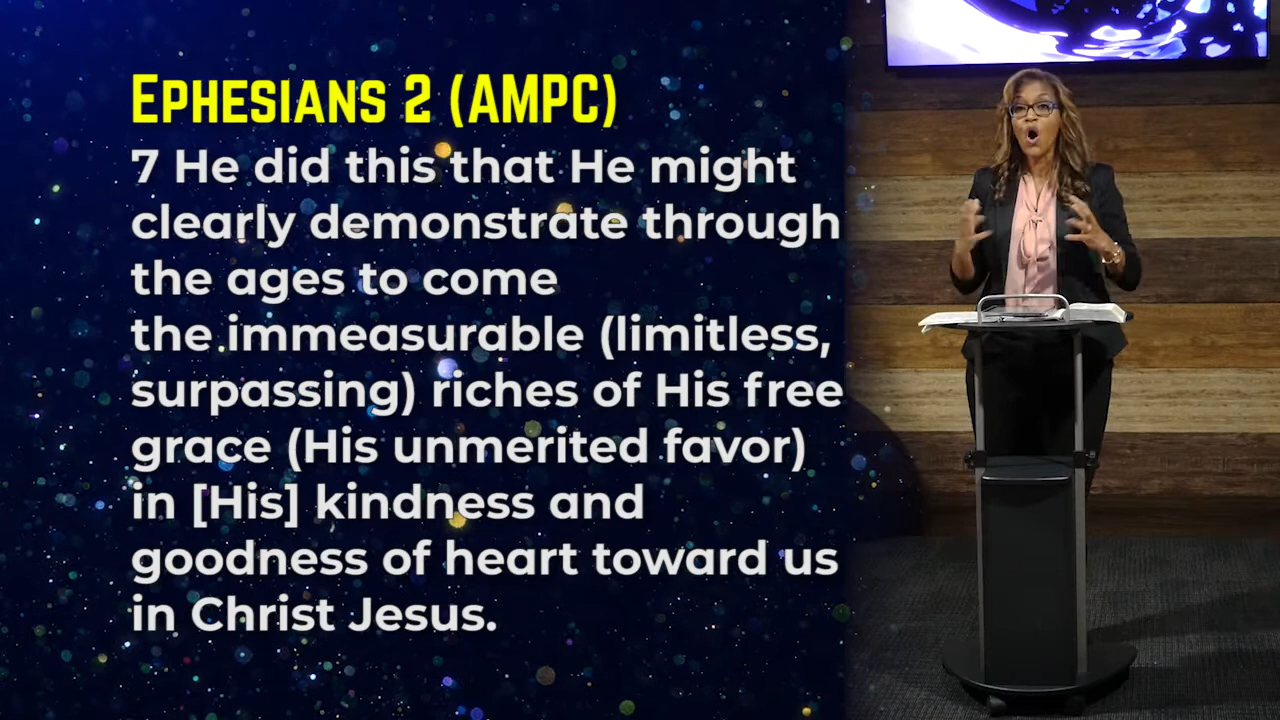 Ephesians 2 (AMPC)
7 He did this that He might
clearly demonstrate through
the ages to come
the immeasurable (limitless,
surpassing) riches of His free
grace (His unmerited favor)
in [His] kindness and
goodness of heart toward us
in Christ Jesus.